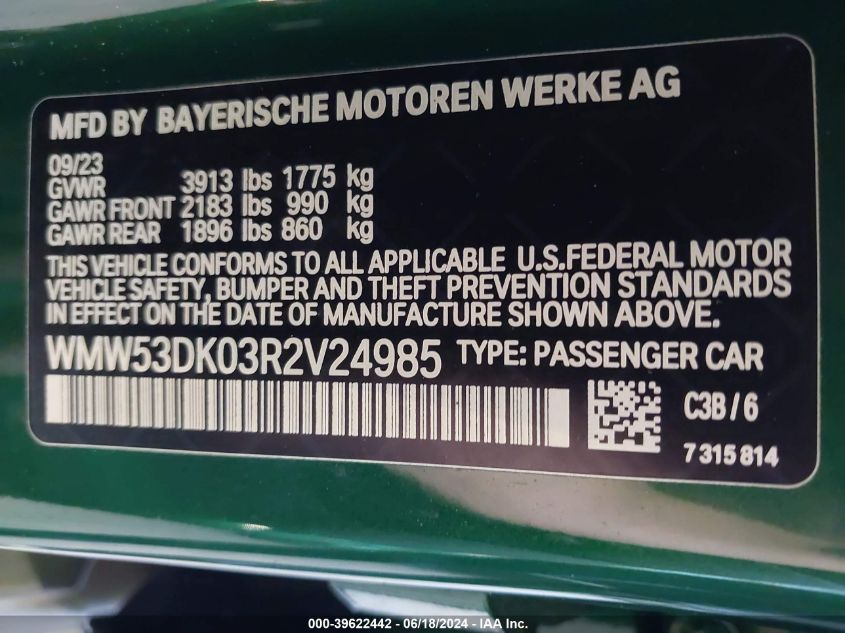 MFD BY BAYERISCHE MOTOREN WERKE AG
09/23
GVWR 3913 lbs 1775 kg
GAWR FRONT 2183 lbs 990 kg
GAWR REAR 1896 lbs 860 kg
THIS VEHICLE CONFORMS TO ALL APPLICABLE U.S.FEDERAL MOTOR
VEHICLE SAFETY, BUMPER AND THEFT PREVENTION STANDARDS
IN EFFECT ON THE DATE OF MANUFACTURE SHOWN ABOVE.
WMW53DK03R2V24985 TYPE: PASSENGER CAR
C3B/6
7315814
000-39622442 - 06/18/2024 - IAA Inc.